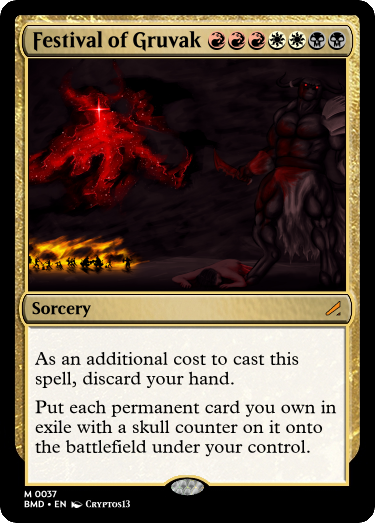 Festival of Gruvak
Sorcery
As an additional cost to cast this
spell, discard your hand.
Put each permanent card you own in
exile with a skull counter on it onto
the battlefield under your control.
M 0037
BMD • EN Cryptos13